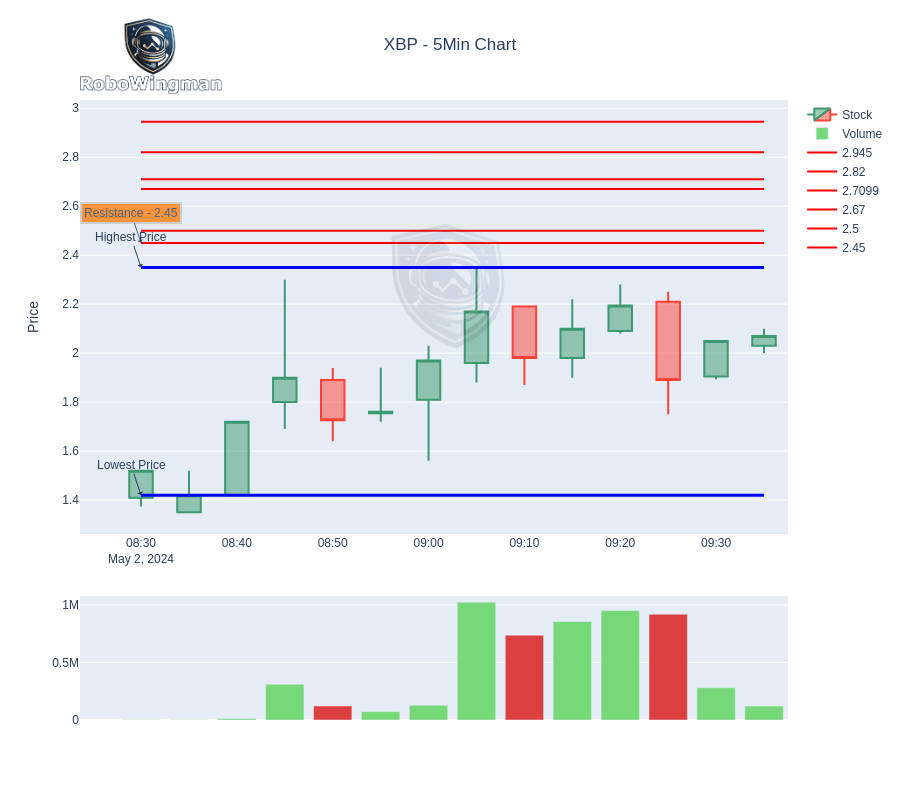 XBP - 5Min Chart
RoboWingman
3
2.8
2.6
2.4
2.2
2
1.8
1.6
1.4
Price
Resistance - 2.45
Highest Price
Lowest Price
08:30
May 2, 2024
08:40
08:50
09:00
09:10
09:20
09:30
1M
0.5M
0
Stock
Volume
2.945
2.82
2.7099
2.67
2.5
2.45